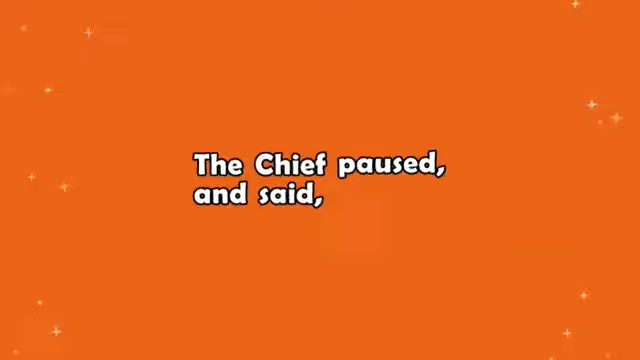 The Chief paused,
and said,